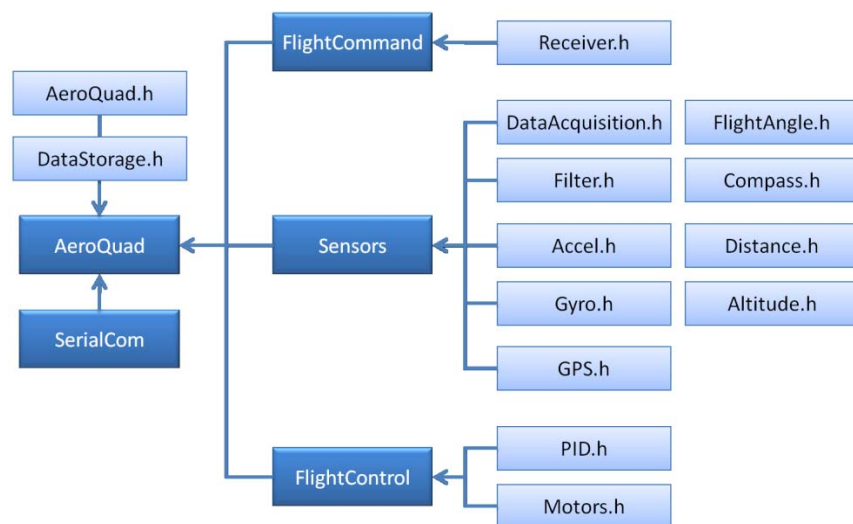 FlightCommand
Receiver.h
AeroQuad.h
DataStorage.h
AeroQuad
SerialCom
Sensors
DataAcquisition.h
FlightAngle.h
Filter.h
Compass.h
Accel.h
Distance.h
Gyro.h
Altitude.h
GPS.h
FlightControl
PID.h
Motors.h